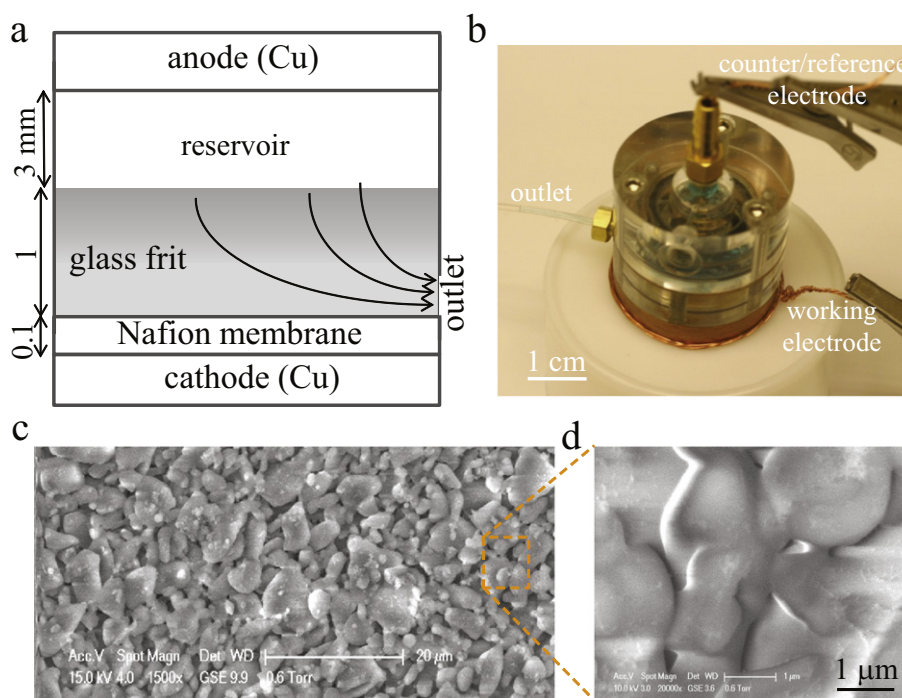 a
anode (Cu)
3 mm
reservoir
1
glass frit
outlet
0.1
Nafion membrane
cathode (Cu)
b
counter/reference
electrode
outlet
working
electrode
1 cm
c
Acc.V Spot Magn Det WD 20 μm
15.0 kV 4.0 1500x GSE 9.9 0.6 Torr
d
Acc.V Spot Magn Det WD 1 μm
10.0 kV 3.0 20000x GSE 3.6 0.6 Torr
1 μm